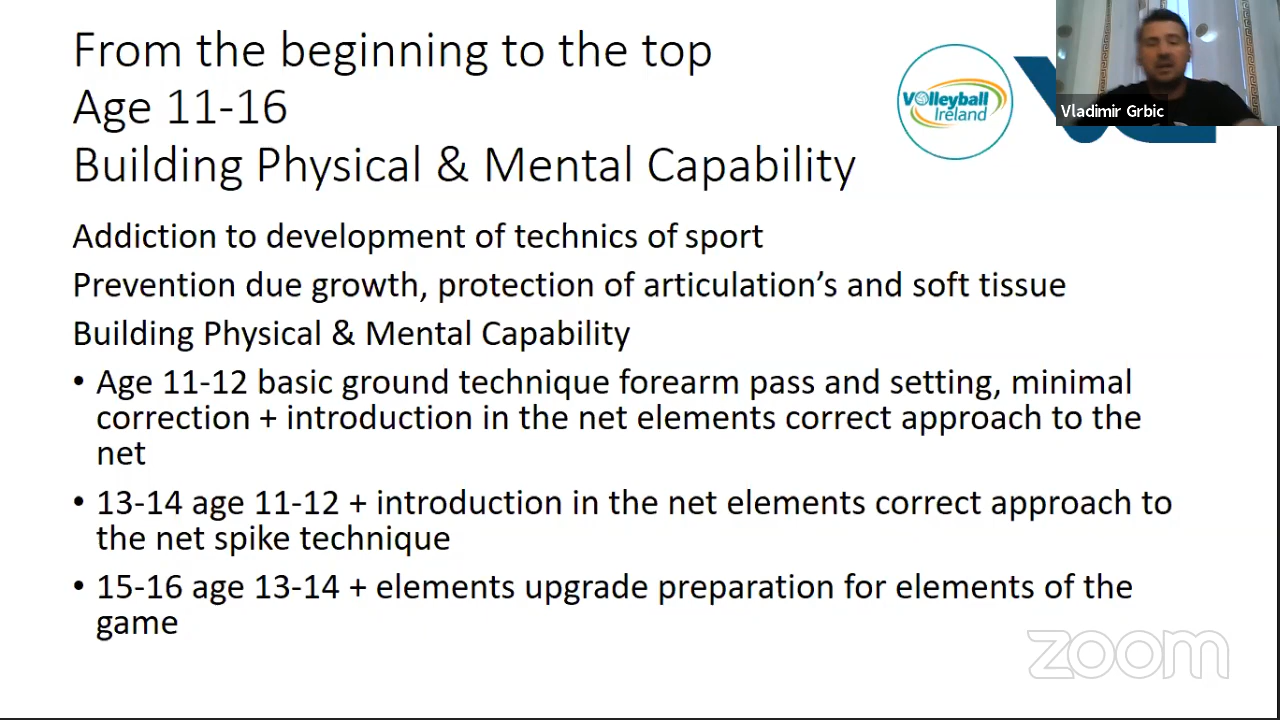 From the beginning to the top
Age 11-16
Building Physical & Mental Capability
Volleyball
Ireland
Vladimir Grbic
Addiction to development of technics of sport
Prevention due growth, protection of articulation’s and soft tissue
Building Physical & Mental Capability
• Age 11-12 basic ground technique forearm pass and setting, minimal
correction + introduction in the net elements correct approach to the
net
• 13-14 age 11-12 + introduction in the net elements correct approach to
the net spike technique
• 15-16 age 13-14 + elements upgrade preparation for elements of the
game
zoom